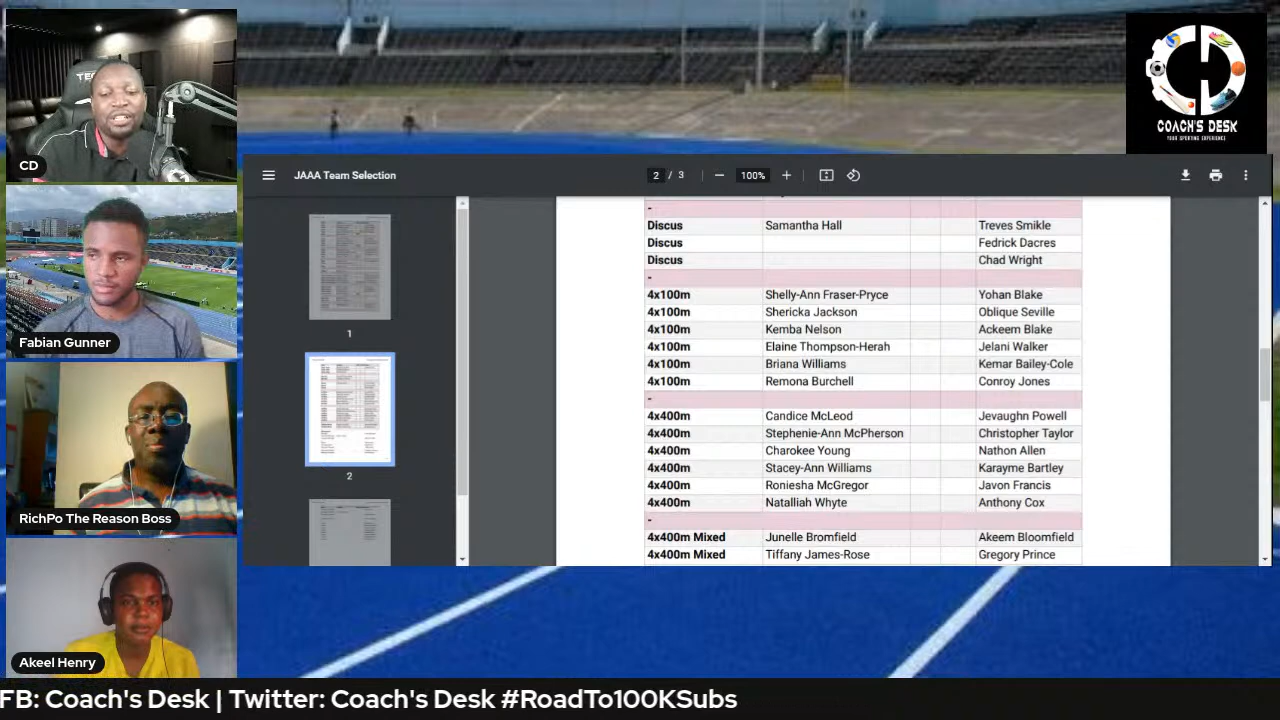 TEC
CD
Fabian Gunner
RichPo The Reason Boss
Akeel Henry
COACH'S DESK
YOUR SPORTING EXPERIENCE
JAAA Team Selection
2 / 3
100%
1
2
-
Discus Samantha Hall Treves Smikle
Discus Fedrick Dacres
Discus Chad Wright
-
4x100m Shelly-Ann Fraser-Pryce Yohan Blake
4x100m Shericka Jackson Oblique Seville
4x100m Kemba Nelson Ackeem Blake
4x100m Elaine Thompson-Herah Jelani Walker
4x100m Briana Williams Kemar Bailey-Cole
4x100m Remona Burchell Conroy Jones
-
4x400m Candice McLeod Jevaughn Powell
4x400m Stephenie-Ann McPherson Christopher Taylor
4x400m Charokee Young Nathon Allen
4x400m Stacey-Ann Williams Karayme Bartley
4x400m Roniesha McGregor Javon Francis
4x400m Natalliah Whyte Anthony Cox
-
4x400m Mixed Junelle Bromfield Akeem Bloomfield
4x400m Mixed Tiffany James-Rose Gregory Prince
FB: Coach's Desk | Twitter: Coach's Desk #RoadTo100KSubs